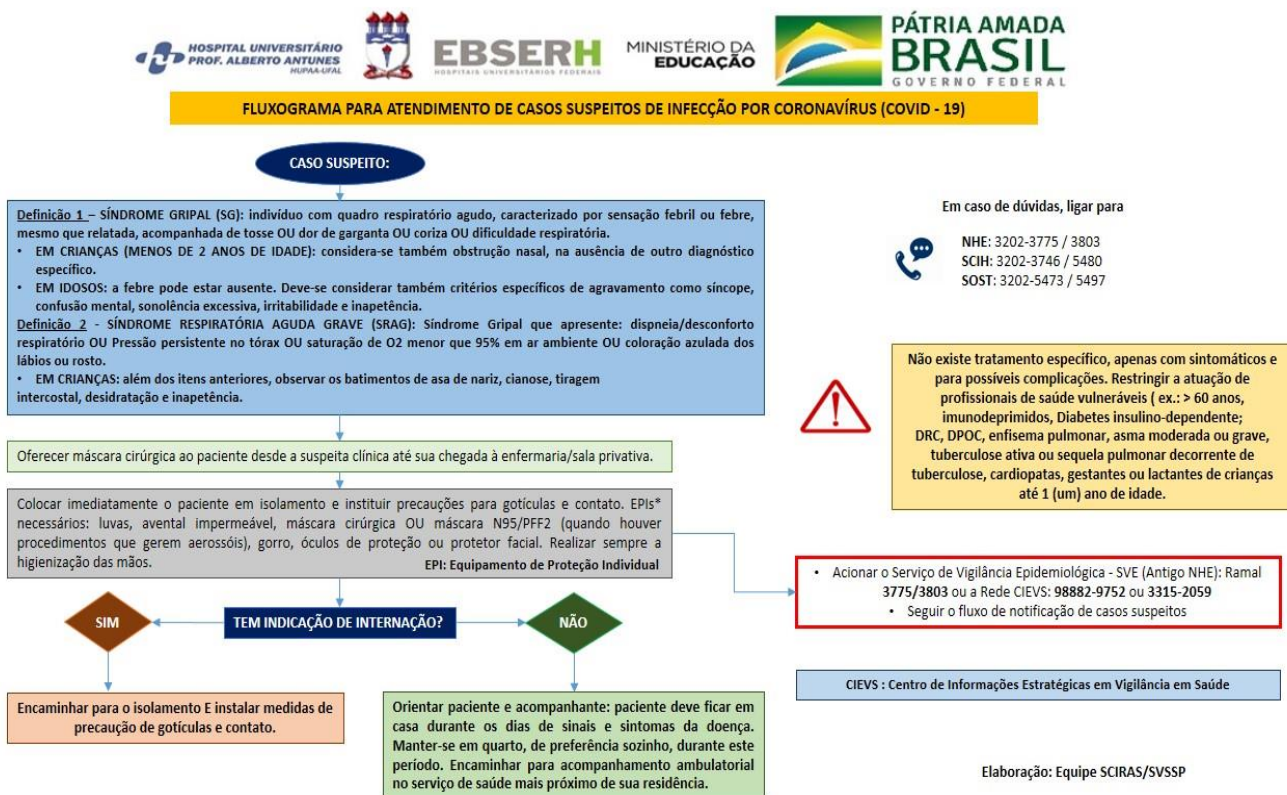 HOSPITAL UNIVERSITÁRIO
PROF. ALBERTO ANTUNES
HUPAA-UFAL
EBSERH
HOSPITAIS UNIVERSITÁRIOS FEDERAIS
MINISTÉRIO DA
EDUCAÇÃO
PÁTRIA AMADA
BRASIL
GOVERNO FEDERAL
FLUXOGRAMA PARA ATENDIMENTO DE CASOS SUSPEITOS DE INFECÇÃO POR CORONAVÍRUS (COVID - 19)
CASO SUSPEITO:
Definição 1 – SÍNDROME GRIPAL (SG): indivíduo com quadro respiratório agudo, caracterizado por sensação febril ou febre,
mesmo que relatada, acompanhada de tosse OU dor de garganta OU coriza OU dificuldade respiratória.
• EM CRIANÇAS (MENOS DE 2 ANOS DE IDADE): considera-se também obstrução nasal, na ausência de outro diagnóstico
específico.
• EM IDOSOS: a febre pode estar ausente. Deve-se considerar também critérios específicos de agravamento como síncope,
confusão mental, sonolência excessiva, irritabilidade e inapetência.
Definição 2 - SÍNDROME RESPIRATÓRIA AGUDA GRAVE (SRAG): Síndrome Gripal que apresente: dispneia/desconforto
respiratório OU Pressão persistente no tórax OU saturação de O2 menor que 95% em ar ambiente OU coloração azulada dos
lábios ou rosto.
• EM CRIANÇAS: além dos itens anteriores, observar os batimentos de asa de nariz, cianose, tiragem
intercostal, desidratação e inapetência.
Em caso de dúvidas, ligar para
NHE: 3202-3775 / 3803
SCIH: 3202-3746 / 5480
SOST: 3202-5473 / 5497
Não existe tratamento específico, apenas com sintomáticos e
para possíveis complicações. Restringir a atuação de
profissionais de saúde vulneráveis ( ex.: > 60 anos,
imunodeprimidos, Diabetes insulino-dependente;
DRC, DPOC, enfisema pulmonar, asma moderada ou grave,
tuberculose ativa ou sequela pulmonar decorrente de
tuberculose, cardiopatas, gestantes ou lactantes de crianças
até 1 (um) ano de idade.
Oferecer máscara cirúrgica ao paciente desde a suspeita clínica até sua chegada à enfermaria/sala privativa.
Colocar imediatamente o paciente em isolamento e instituir precauções para gotículas e contato. EPIs*
necessários: luvas, avental impermeável, máscara cirúrgica OU máscara N95/PFF2 (quando houver
procedimentos que gerem aerossóis), gorro, óculos de proteção ou protetor facial. Realizar sempre a
higienização das mãos. EPI: Equipamento de Proteção Individual
• Acionar o Serviço de Vigilância Epidemiológica - SVE (Antigo NHE): Ramal
3775/3803 ou a Rede CIEVS: 98882-9752 ou 3315-2059
• Seguir o fluxo de notificação de casos suspeitos
SIM
TEM INDICAÇÃO DE INTERNAÇÃO?
NÃO
CIEVS : Centro de Informações Estratégicas em Vigilância em Saúde
Encaminhar para o isolamento E instalar medidas de
precaução de gotículas e contato.
Orientar paciente e acompanhante: paciente deve ficar em
casa durante os dias de sinais e sintomas da doença.
Manter-se em quarto, de preferência sozinho, durante este
período. Encaminhar para acompanhamento ambulatorial
no serviço de saúde mais próximo de sua residência.
Elaboração: Equipe SCIRAS/SVSSP